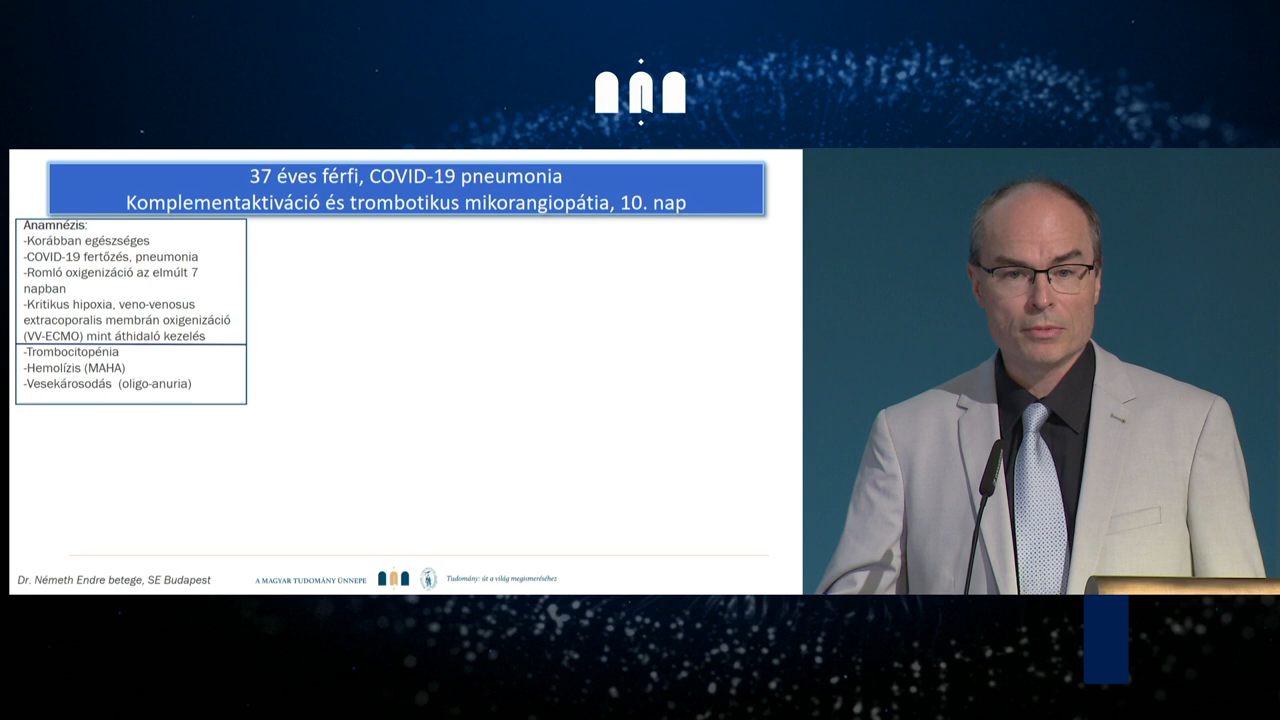 37 éves férfi, COVID-19 pneumonia
Komplementaktiváció és trombotikus mikorangiopátia, 10. nap
Anamnézis:
-Korábban egészséges
-COVID-19 fertőzés, pneumonia
-Romló oxigenizáció az elmúlt 7
napban
-Kritikus hipoxia, veno-venosus
extracoporalis membrán oxigenizáció
(VV-ECMO) mint áthidaló kezelés
-Trombocitopénia
-Hemolízis (MAHA)
-Vesekárosodás (oligo-anuria)
Dr. Németh Endre betege, SE Budapest
A MAGYAR TUDOMÁNY ÜNNEPE
Tudomány: út a világ megismeréséhez